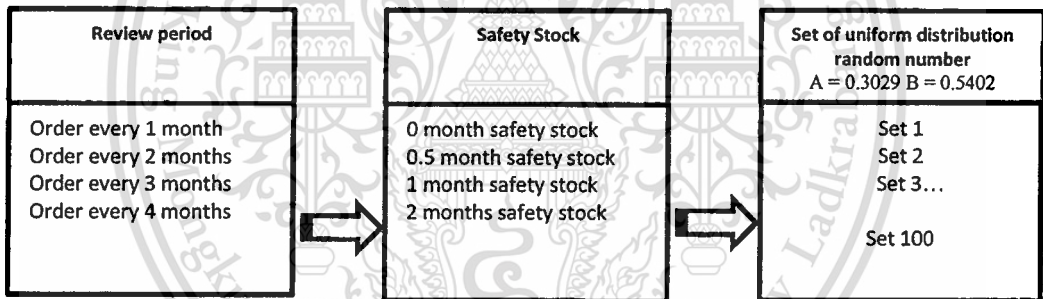 Review period
Order every 1 month
Order every 2 months
Order every 3 months
Order every 4 months
Safety Stock
0 month safety stock
0.5 month safety stock
1 month safety stock
2 months safety stock
Set of uniform distribution
random number
A = 0.3029 B = 0.5402
Set 1
Set 2
Set 3...
Set 100